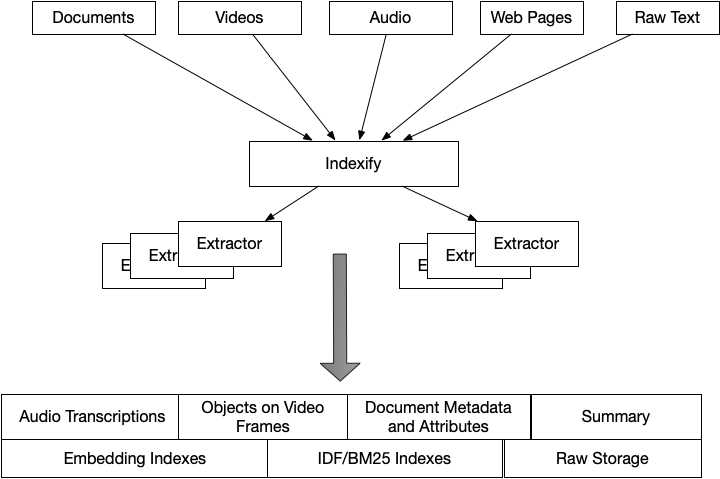 Documents
Videos
Audio
Web Pages
Raw Text
Indexify
Extractor
Extr
E
Extractor
Extr
E
Audio Transcriptions
Objects on Video
Frames
Document Metadata
and Attributes
Summary
Embedding Indexes
IDF/BM25 Indexes
Raw Storage